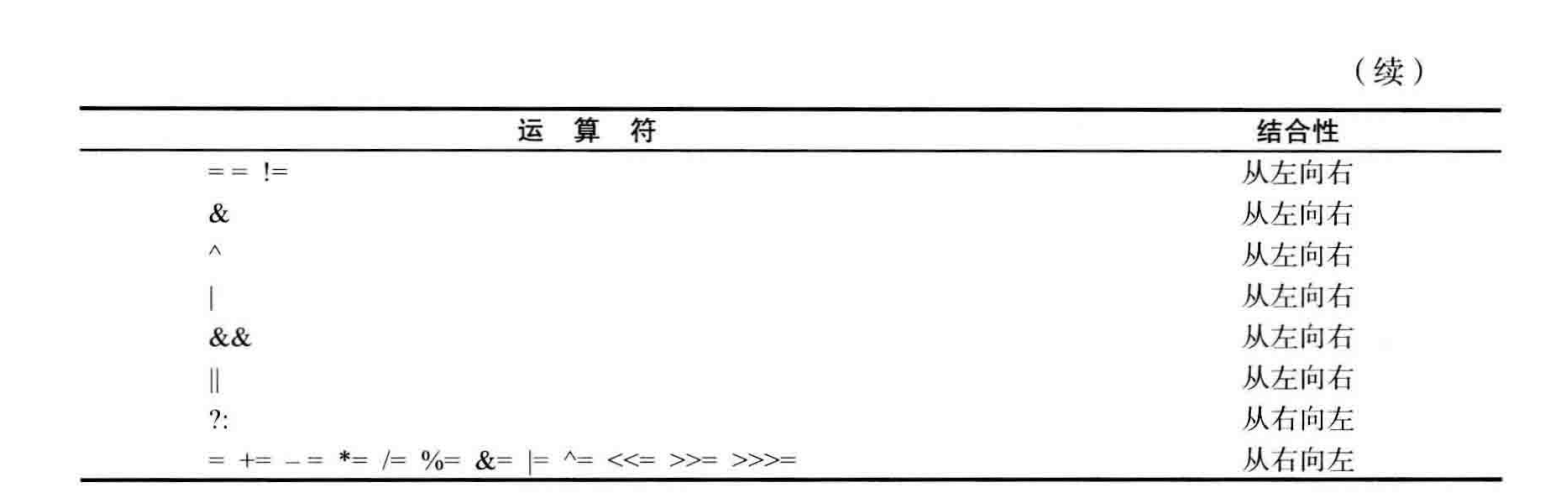 （续）
运 算 符 结合性
= = != 从左向右
& 从左向右
^ 从左向右
| 从左向右
&& 从左向右
|| 从左向右
?: 从右向左
= += – = *= /= %= &= |= ^= <<= >>= >>>= 从右向左